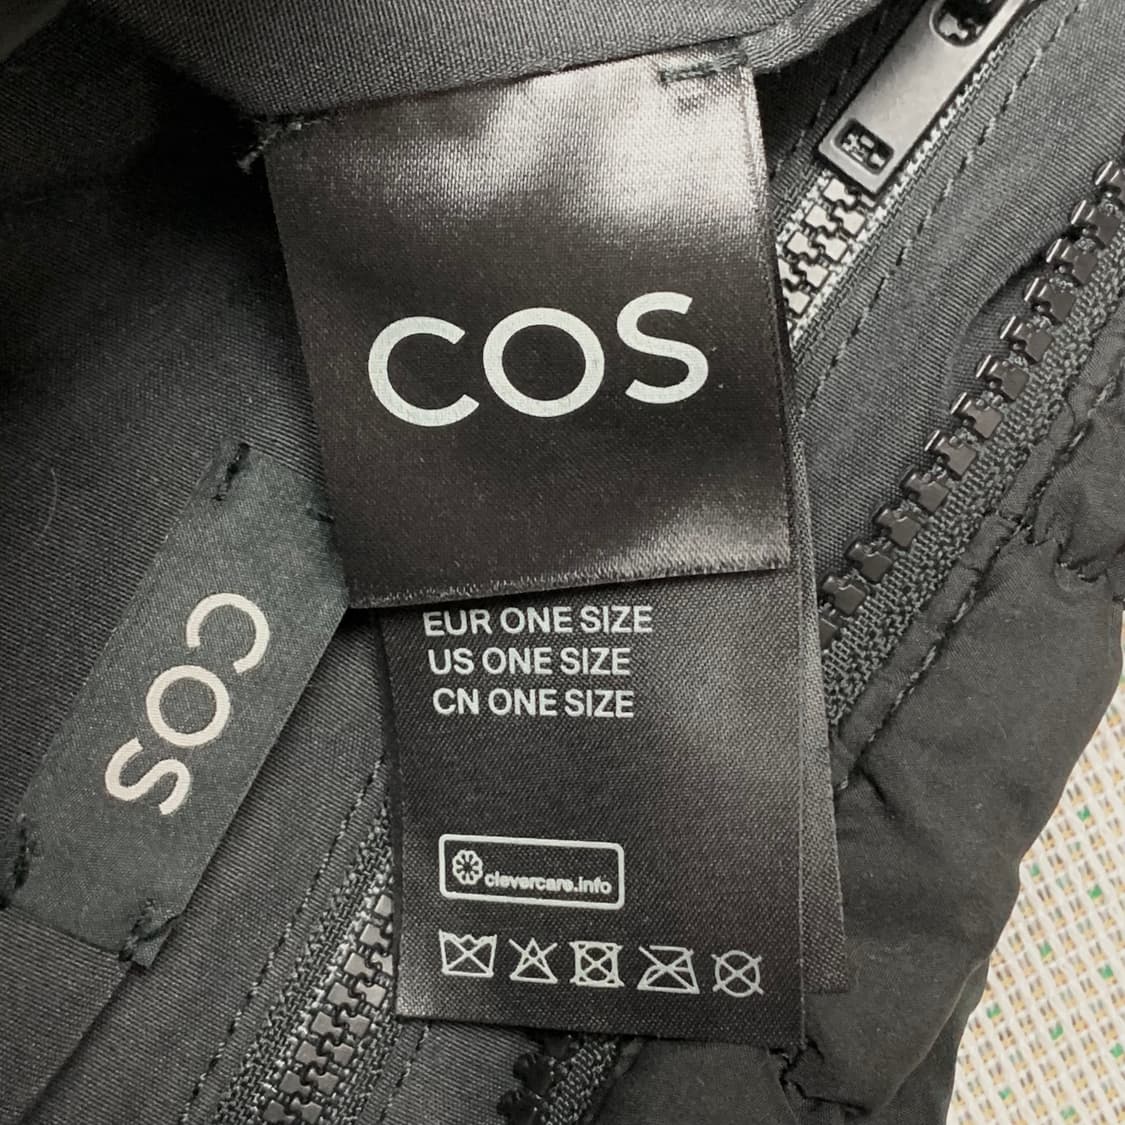 COS
EUR ONE SIZE
US ONE SIZE
CN ONE SIZE
clevercare.info
COS